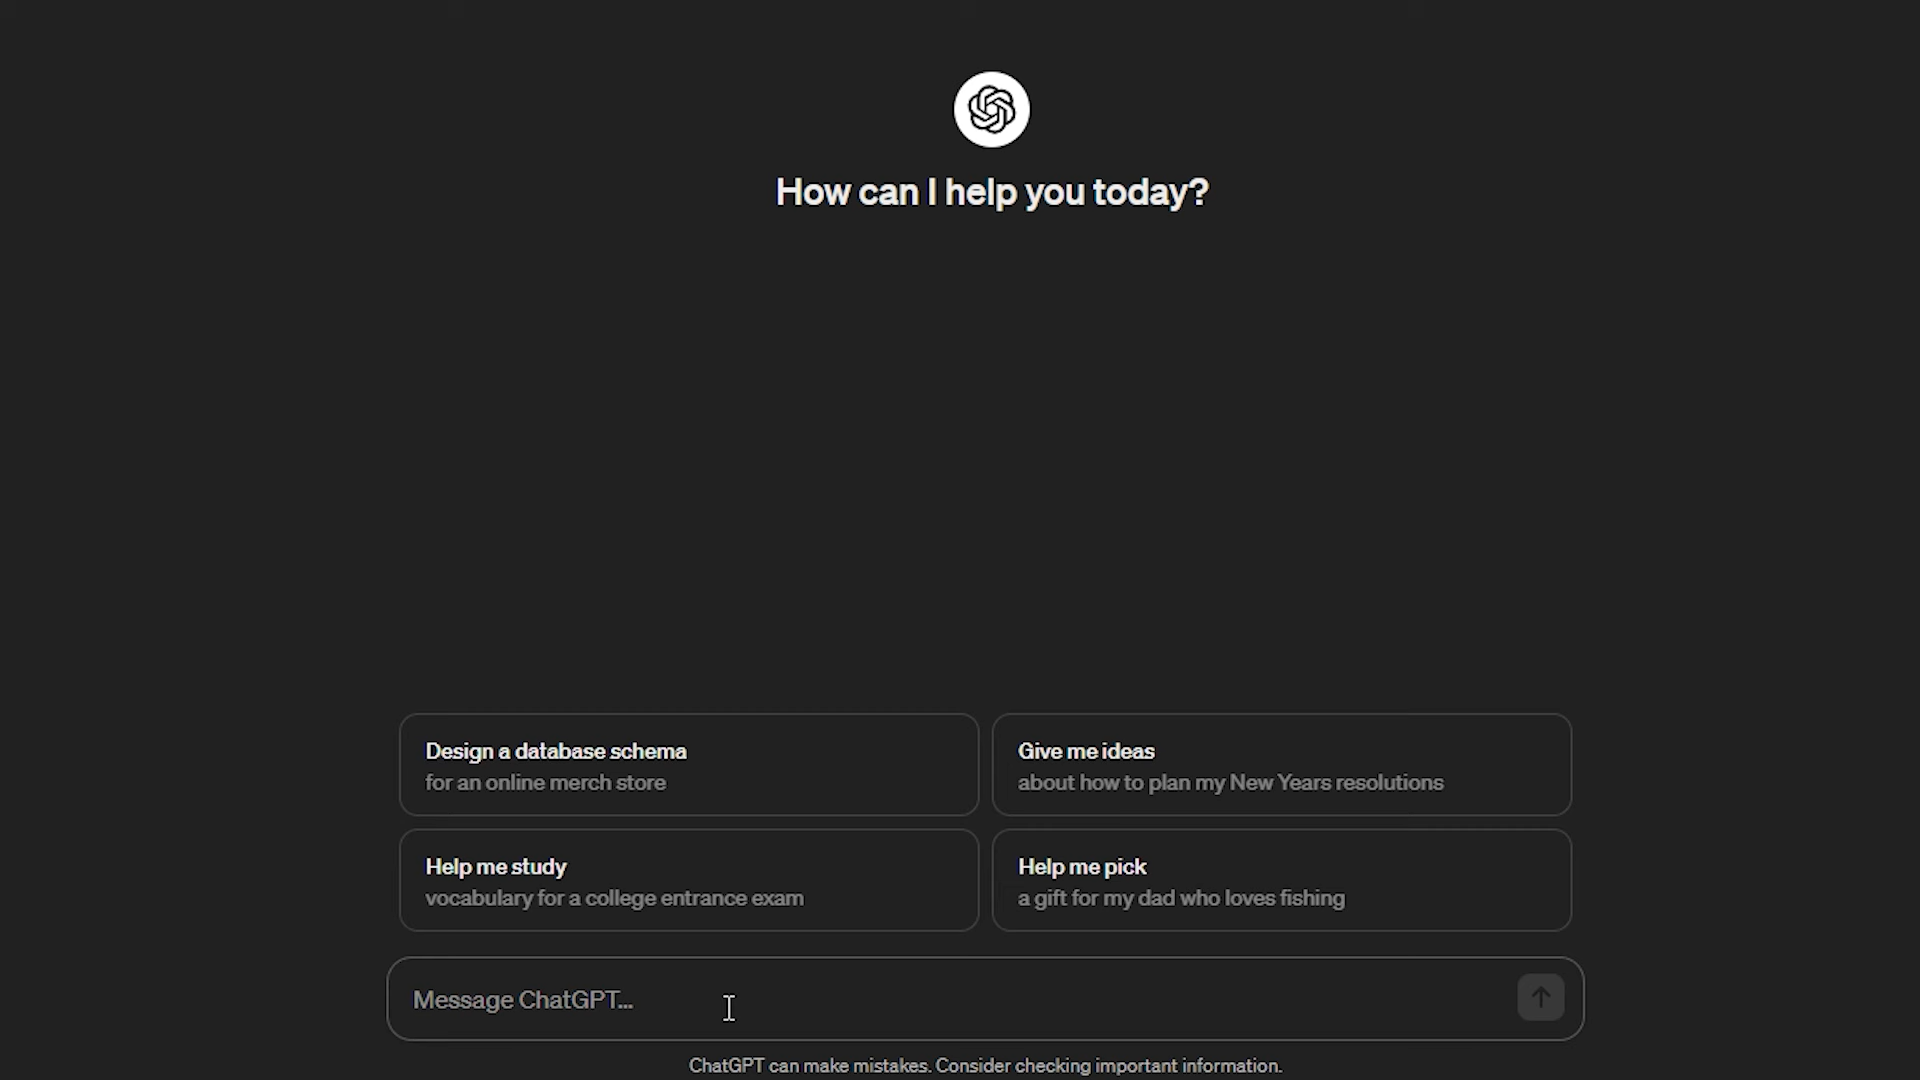 How can I help you today?
Design a database schema
for an online merch store
Give me ideas
about how to plan my New Years resolutions
Help me study
vocabulary for a college entrance exam
Help me pick
a gift for my dad who loves fishing
Message ChatGPT...
ChatGPT can make mistakes. Consider checking important information.